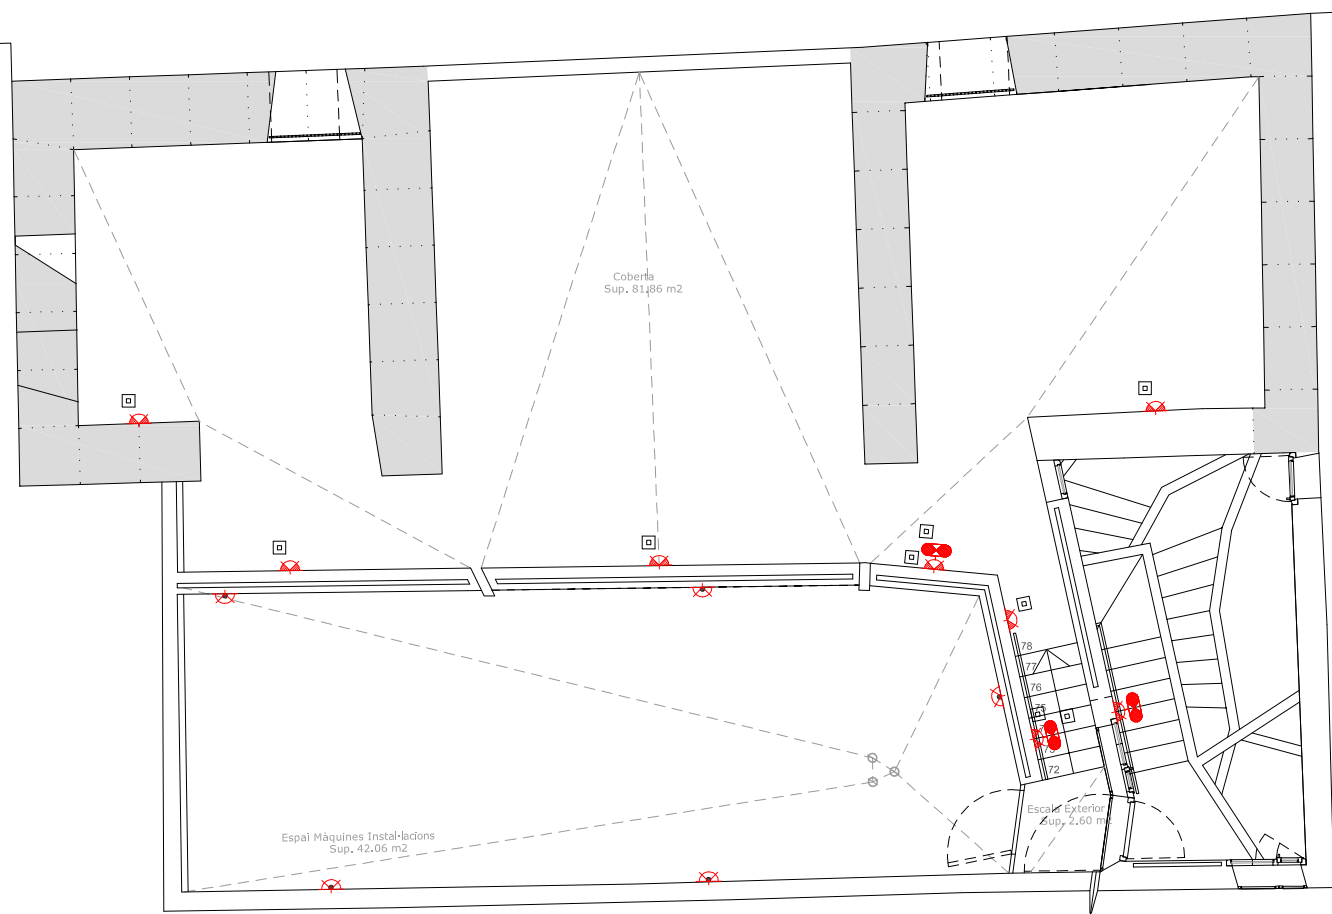 Coberta
Sup. 81.86 m2
78
77
76
75
73
72
Escala Exterior
Sup. 2.60 m2
Espai Màquines Instal·lacions
Sup. 42.06 m2